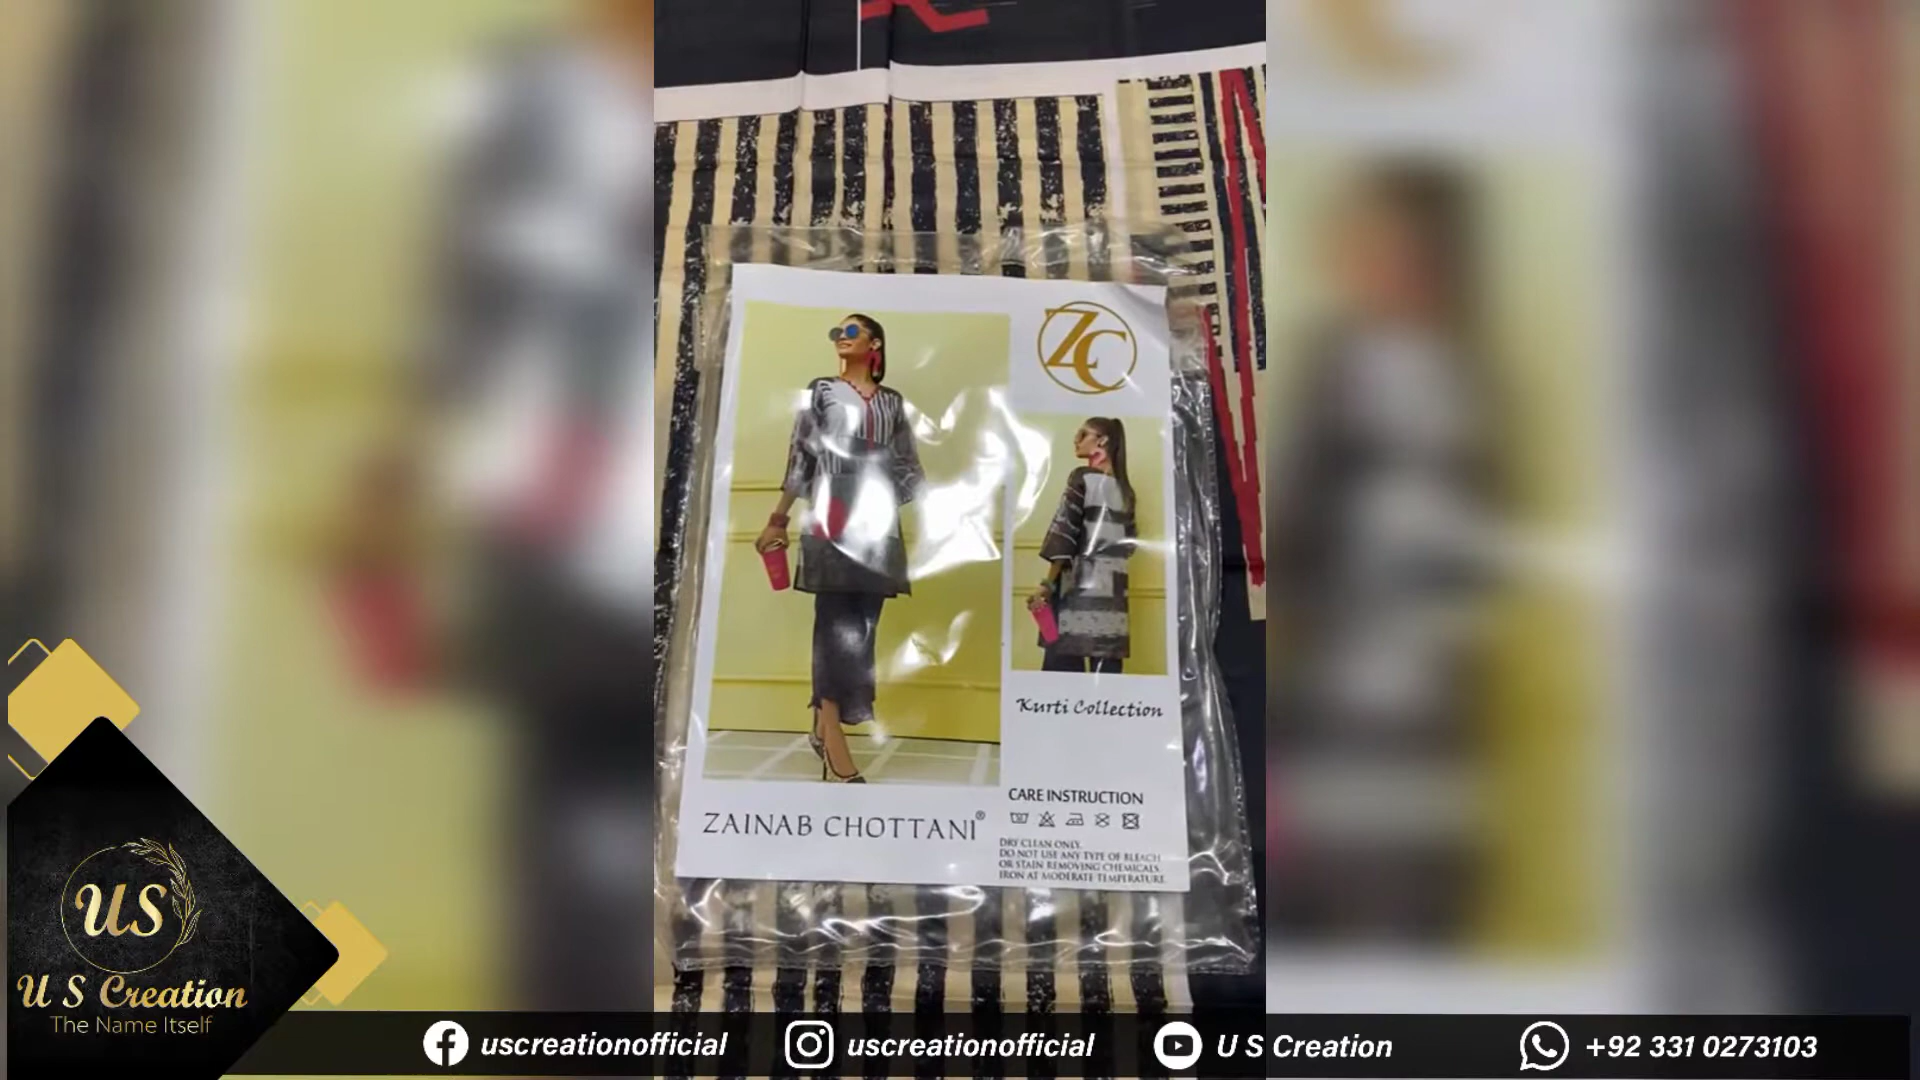 ZC
Kurti Collection
ZAINAB CHOTTANI®
CARE INSTRUCTION
DRY CLEAN ONLY.
DO NOT USE ANY TYPE OF BLEACH
OR STAIN REMOVING CHEMICALS.
IRON AT MODERATE TEMPERATURE.
US
U S Creation
The Name Itself
uscreationofficial
uscreationofficial
U S Creation
+92 331 0273103